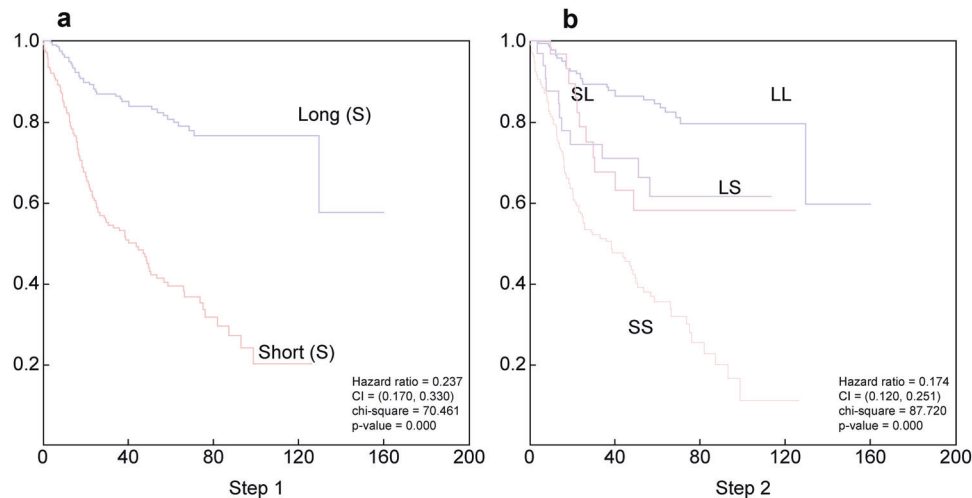 a
1.0
0.8
0.6
0.4
0.2
Long (S)
Short (S)
Hazard ratio = 0.237
CI = (0.170, 0.330)
chi-square = 70.461
p-value = 0.000
0 40 80 120 160 200
Step 1
b
1.0
0.8
0.6
0.4
0.2
SL
LL
LS
SS
Hazard ratio = 0.174
CI = (0.120, 0.251)
chi-square = 87.720
p-value = 0.000
0 40 80 120 160 200
Step 2